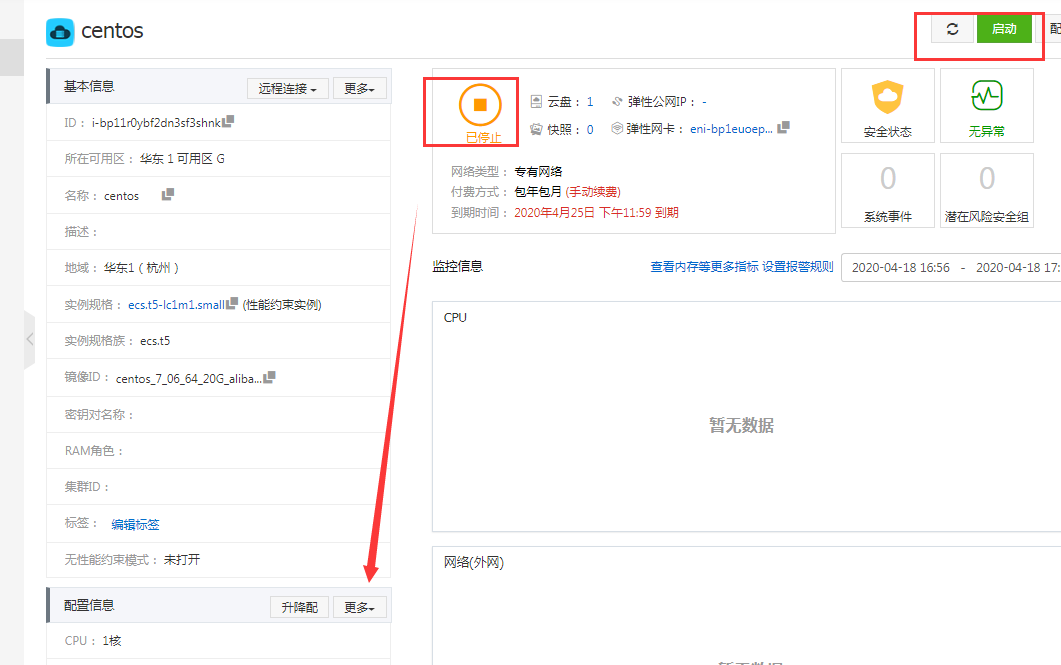 centos
启动
配
基本信息
远程连接
更多
ID： i-bp11r0ybf2dn3sf3shnk
所在可用区： 华东 1 可用区 G
名称： centos
描述：
地域： 华东1（杭州）
实例规格： ecs.t5-lc1m1.small (性能约束实例)
实例规格族： ecs.t5
镜像ID： centos_7_06_64_20G_aliba...
密钥对名称：
RAM角色：
集群ID：
标签： 编辑标签
无性能约束模式： 未打开
配置信息
升降配
更多
CPU： 1核
已停止
云盘： 1
弹性公网IP： -
快照： 0
弹性网卡： eni-bp1euoep...
网络类型： 专有网络
付费方式： 包年包月 (手动续费)
到期时间： 2020年4月25日 下午11:59 到期
安全状态
无异常
0
系统事件
0
潜在风险安全组
监控信息
查看内存等更多指标 设置报警规则
2020-04-18 16:56 - 2020-04-18 17:
CPU
暂无数据
网络(外网)